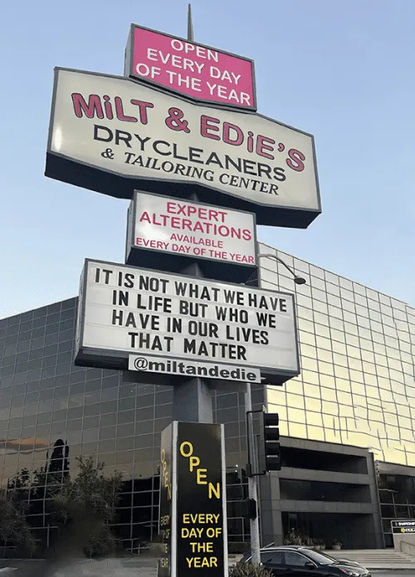 OPEN
EVERY DAY
OF THE YEAR
MiLT & EDiE'S
DRYCLEANERS
& TAILORING CENTER
EXPERT
ALTERATIONS
AVAILABLE
EVERY DAY OF THE YEAR
IT IS NOT WHAT WE HAVE
IN LIFE BUT WHO WE
HAVE IN OUR LIVES
THAT MATTER
@miltandedie
OPEN
EVERY
DAY OF
THE
YEAR